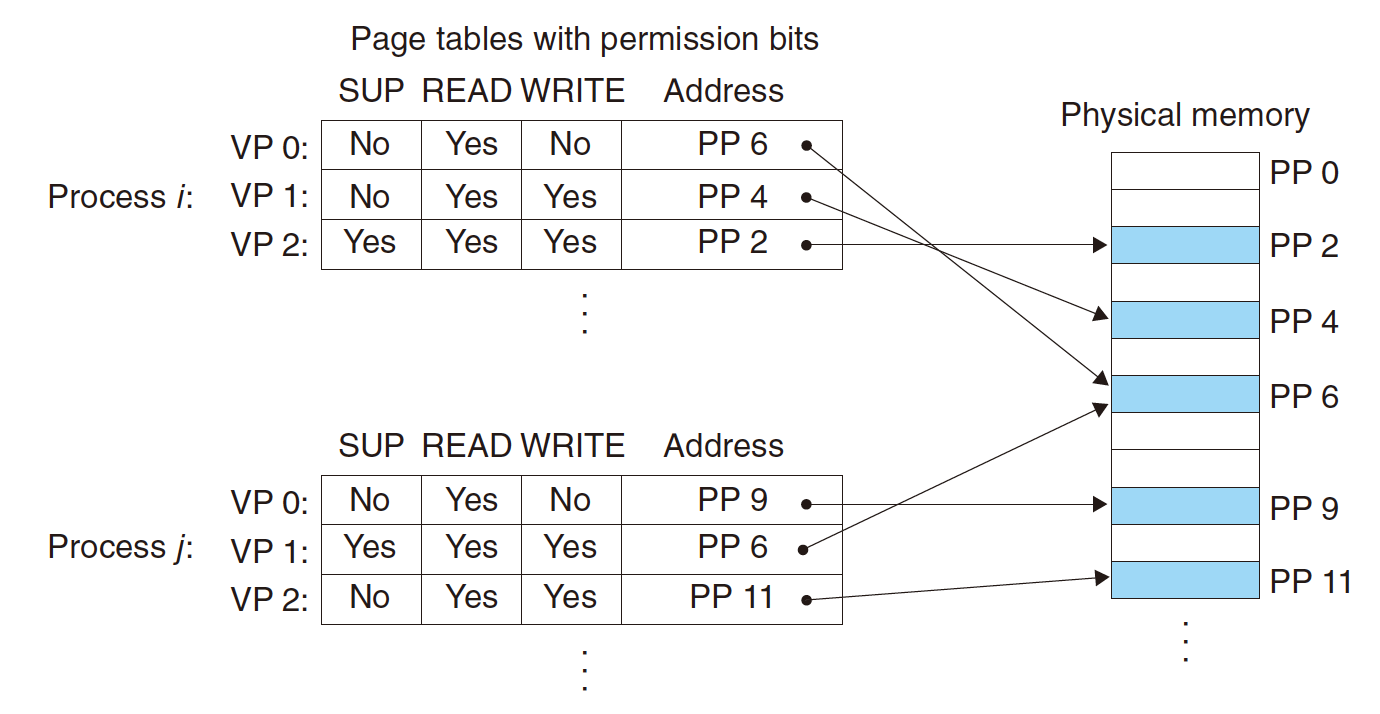 Page tables with permission bits
SUP READ WRITE Address
VP 0: No Yes No PP 6
Process i: VP 1: No Yes Yes PP 4
VP 2: Yes Yes Yes PP 2
SUP READ WRITE Address
VP 0: No Yes No PP 9
Process j: VP 1: Yes Yes Yes PP 6
VP 2: No Yes Yes PP 11
Physical memory
PP 0
PP 2
PP 4
PP 6
PP 9
PP 11